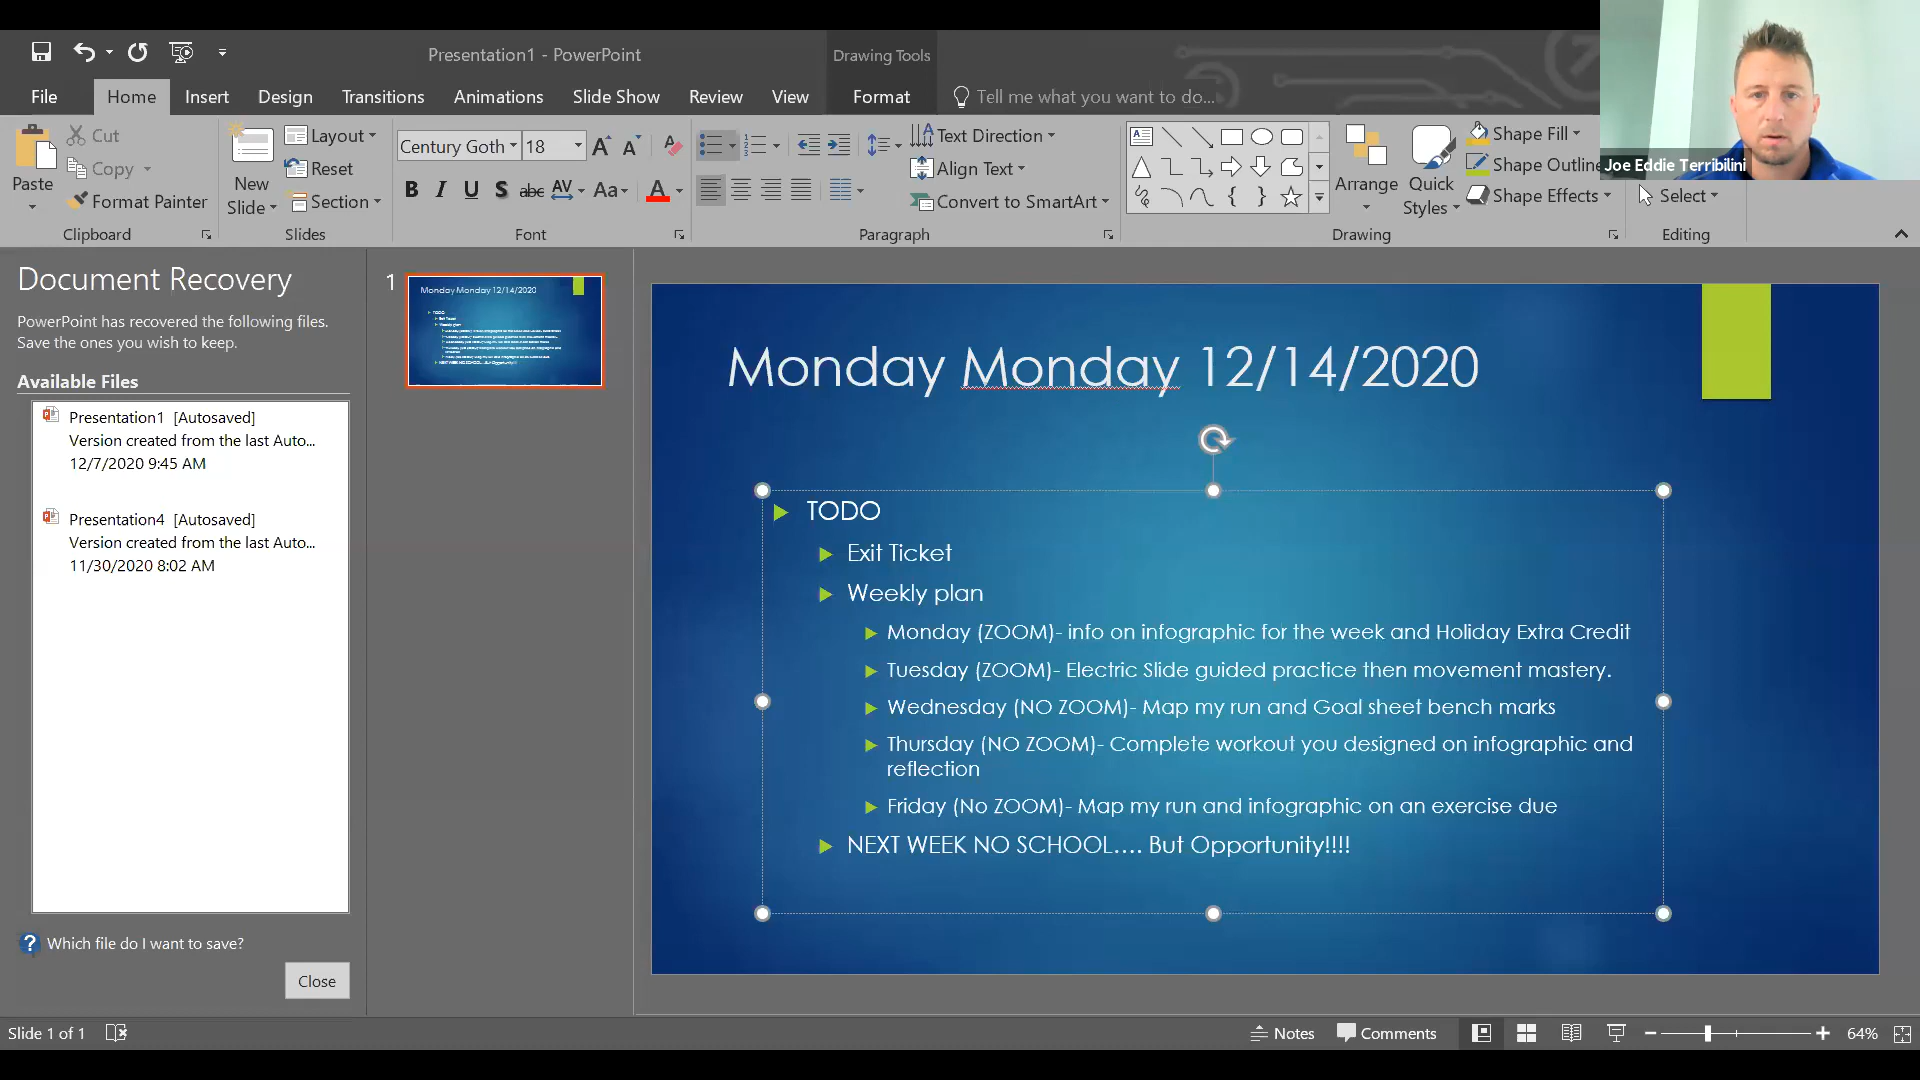 Presentation1 - PowerPoint
Drawing Tools
File
Home
Insert
Design
Transitions
Animations
Slide Show
Review
View
Format
Tell me what you want to do...
Paste
Cut
Copy
Format Painter
Clipboard
New
Slide
Layout
Reset
Section
Slides
Century Goth
18
B I U S abc AV Aa A
Font
Text Direction
Align Text
Convert to SmartArt
Paragraph
Arrange
Quick
Styles
Shape Fill
Shape Outline
Shape Effects
Drawing
Select
Editing
Joe Eddie Terribilini
Document Recovery
PowerPoint has recovered the following files.
Save the ones you wish to keep.
Available Files
Presentation1 [Autosaved]
Version created from the last Auto...
12/7/2020 9:45 AM
Presentation4 [Autosaved]
Version created from the last Auto...
11/30/2020 8:02 AM
Which file do I want to save?
Close
1
Monday Monday 12/14/2020
Monday Monday 12/14/2020
TODO
Exit Ticket
Weekly plan
Monday (ZOOM)- info on infographic for the week and Holiday Extra Credit
Tuesday (ZOOM)- Electric Slide guided practice then movement mastery.
Wednesday (NO ZOOM)- Map my run and Goal sheet bench marks
Thursday (NO ZOOM)- Complete workout you designed on infographic and
reflection
Friday (No ZOOM)- Map my run and infographic on an exercise due
NEXT WEEK NO SCHOOL.... But Opportunity!!!!
Slide 1 of 1
Notes
Comments
64%